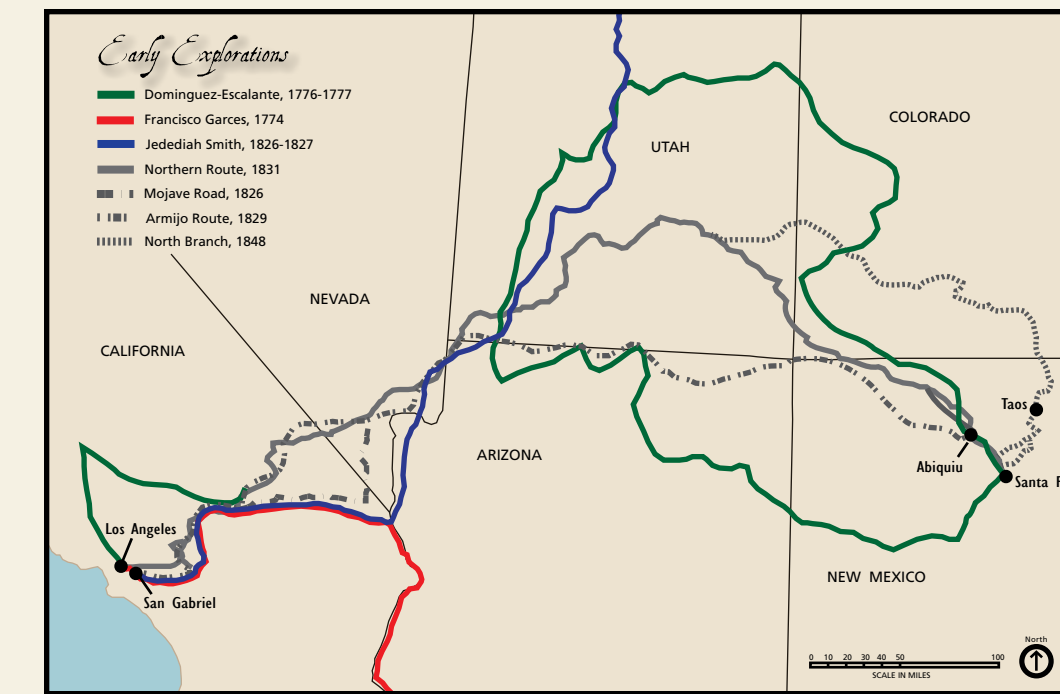 Early Explorations
Dominguez-Escalante, 1776-1777
Francisco Garces, 1774
Jedediah Smith, 1826-1827
Northern Route, 1831
Mojave Road, 1826
Armijo Route, 1829
North Branch, 1848
COLORADO
UTAH
NEVADA
CALIFORNIA
Taos
ARIZONA
Abiquiu
Santa F
Los Angeles
NEW MEXICO
San Gabriel
North
0 10 20 30 40 50 100
SCALE IN MILES